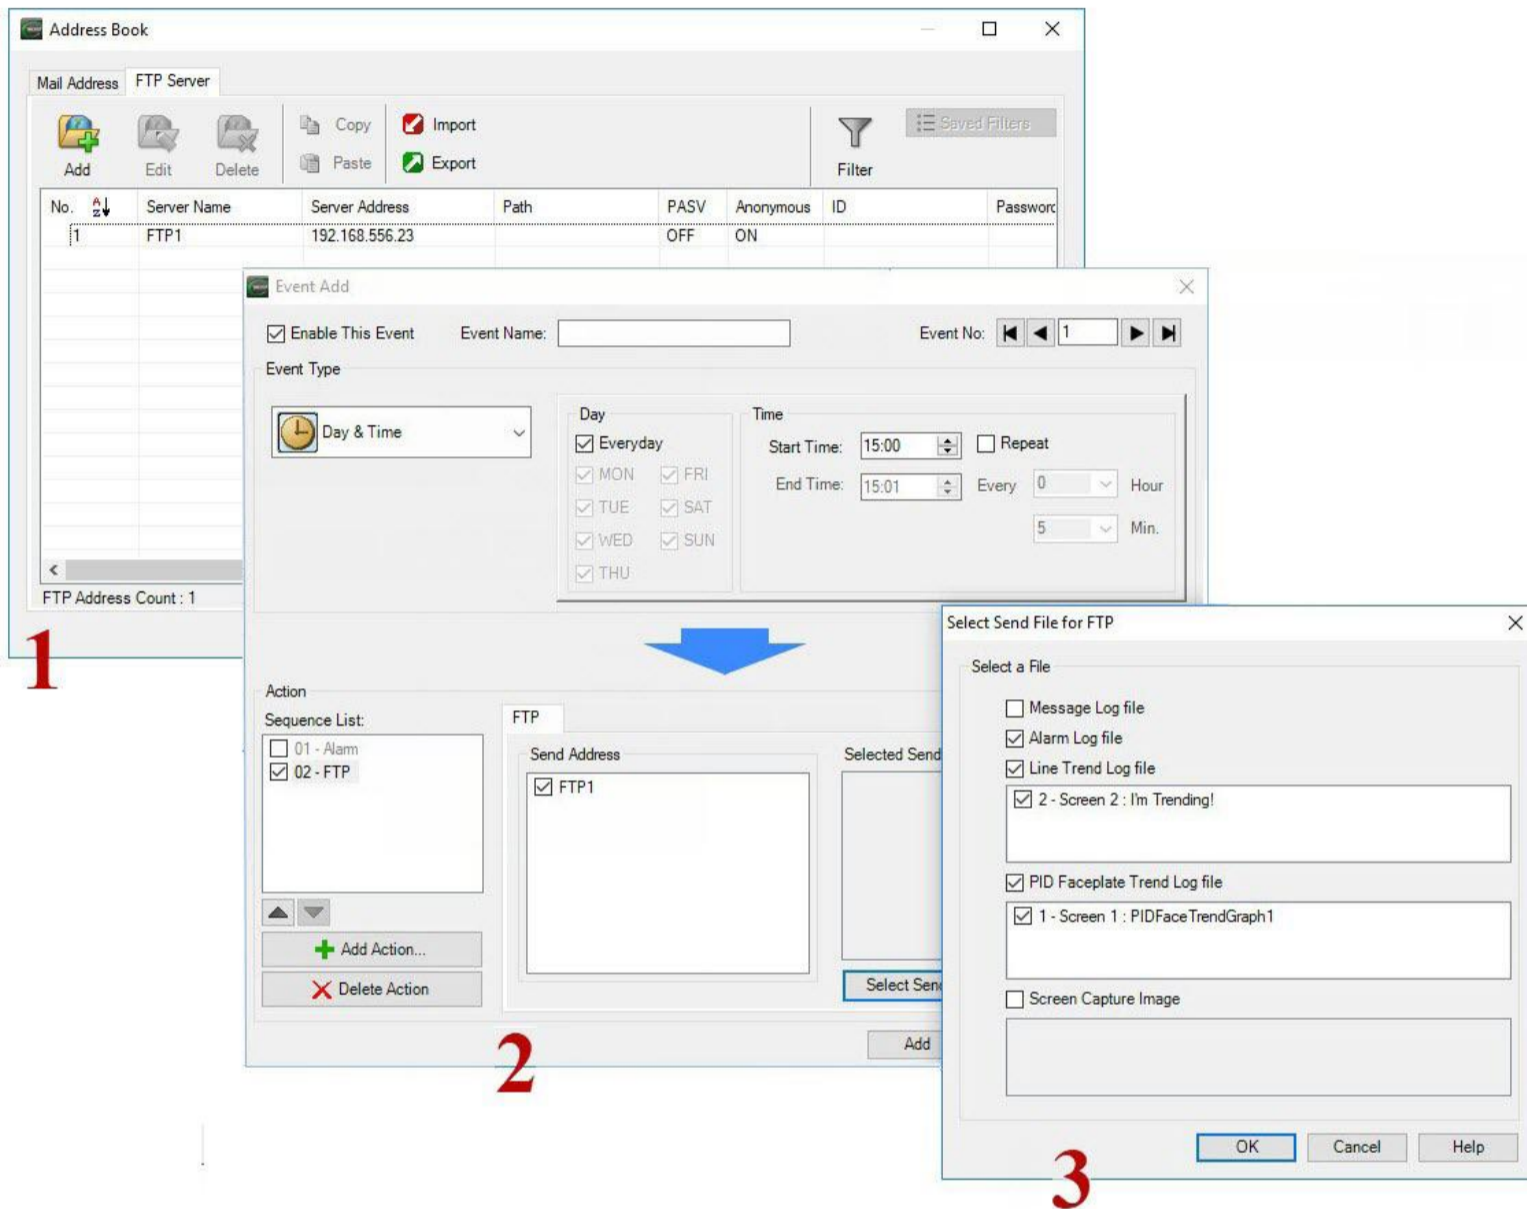 Address Book
Mail Address FTP Server
Add Edit Delete Copy Paste Import Export Filter Saved Filters
No. Server Name Server Address Path PASV Anonymous ID Password
1 FTP1 192.168.556.23 OFF ON
FTP Address Count : 1
1
Event Add
Enable This Event Event Name: Event No: 1
Event Type
Day & Time
Day
Everyday
MON FRI
TUE SAT
WED SUN
THU
Time
Start Time: 15:00 Repeat
End Time: 15:01 Every 0 Hour
5 Min.
Action
Sequence List:
01 - Alarm
02 - FTP
Add Action...
Delete Action
FTP
Send Address
FTP1
Selected Send
Select Sen
Add
2
Select Send File for FTP
Select a File
Message Log file
Alarm Log file
Line Trend Log file
2 - Screen 2 : I'm Trending!
PID Faceplate Trend Log file
1 - Screen 1 : PIDFaceTrendGraph1
Screen Capture Image
OK Cancel Help
3